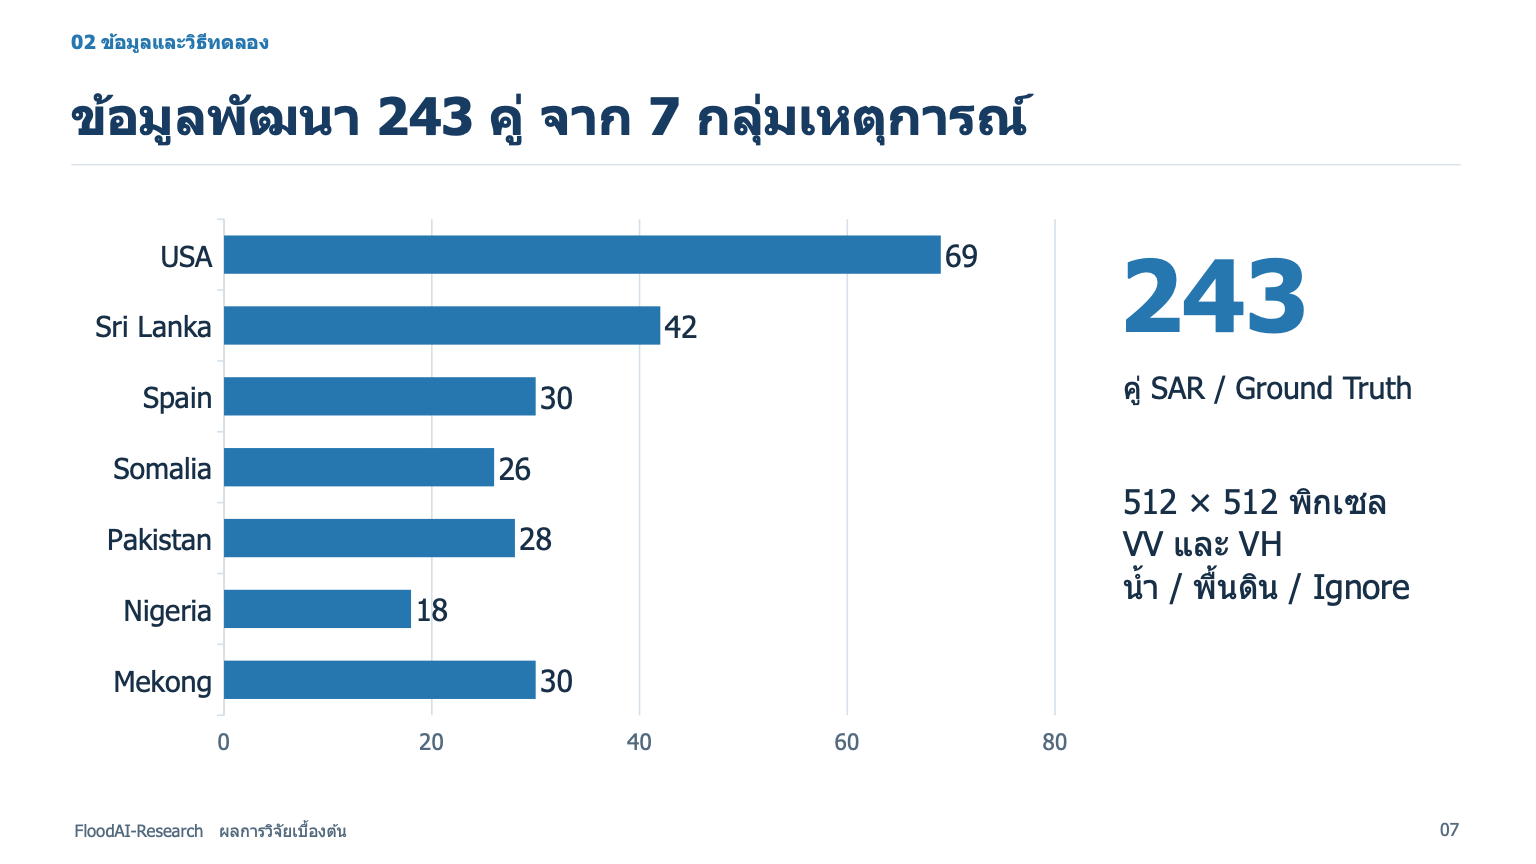 02 ข้อมูลและวิธีทดลอง
ข้อมูลพัฒนา 243 คู่ จาก 7 กลุ่มเหตุการณ์
USA 69
Sri Lanka 42
Spain 30
Somalia 26
Pakistan 28
Nigeria 18
Mekong 30
0 20 40 60 80
243
คู่ SAR / Ground Truth
512 × 512 พิกเซล
VV และ VH
น้ำ / พื้นดิน / Ignore
FloodAI-Research ผลการวิจัยเบื้องต้น
07